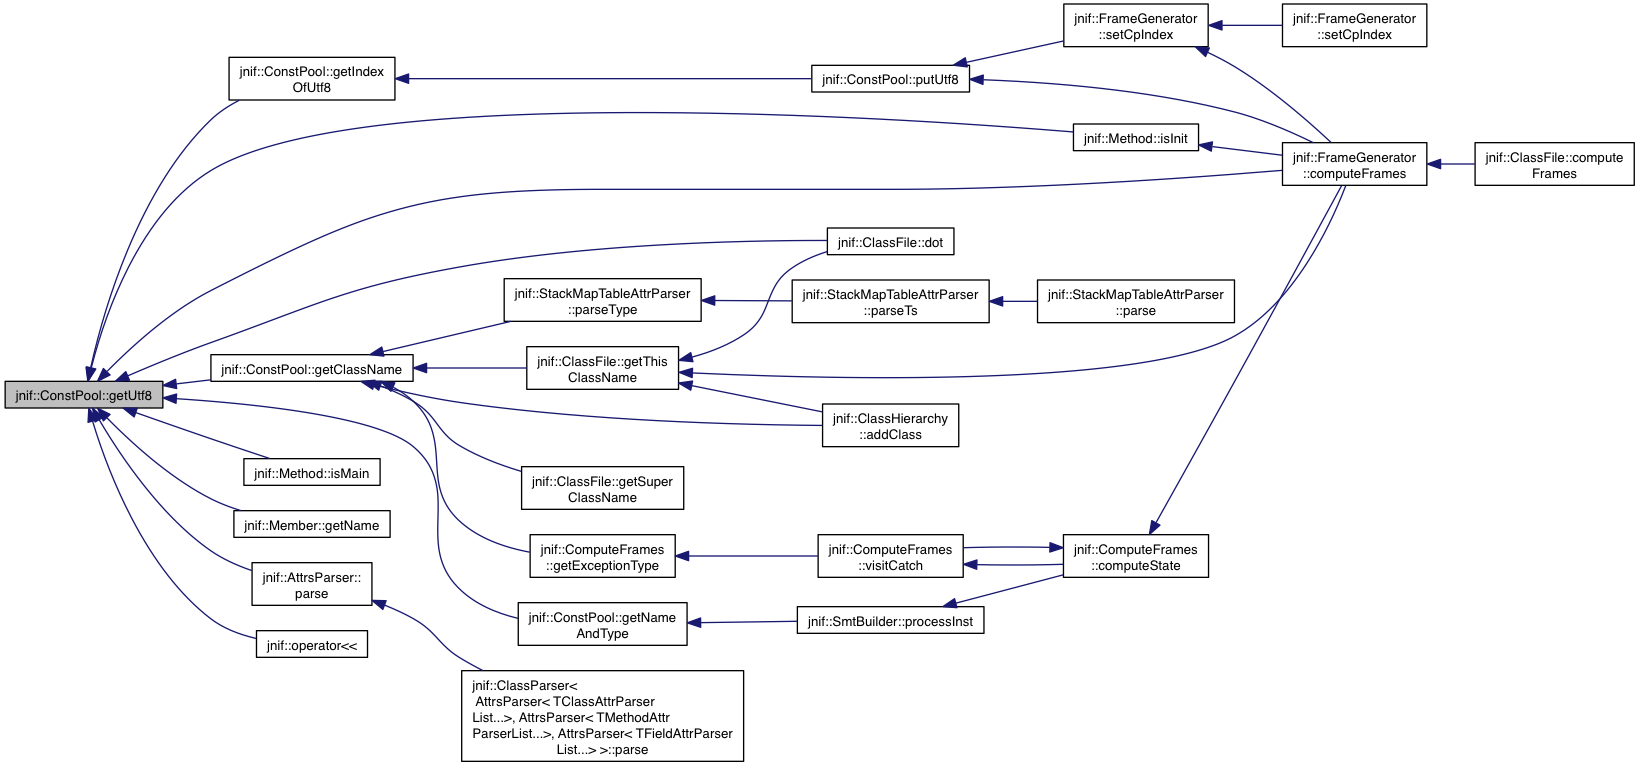 jnif::FrameGenerator
::setCpIndex
jnif::FrameGenerator
::setCpIndex
jnif::ConstPool::getIndex
OfUtf8
jnif::ConstPool::putUtf8
jnif::Method::isInit
jnif::FrameGenerator
::computeFrames
jnif::ClassFile::compute
Frames
jnif::ClassFile::dot
jnif::StackMapTableAttrParser
::parseType
jnif::StackMapTableAttrParser
::parseTs
jnif::StackMapTableAttrParser
::parse
jnif::ConstPool::getClassName
jnif::ClassFile::getThis
ClassName
jnif::ConstPool::getUtf8
jnif::ClassHierarchy
::addClass
jnif::Method::isMain
jnif::ClassFile::getSuper
ClassName
jnif::Member::getName
jnif::ComputeFrames
::getExceptionType
jnif::ComputeFrames
::visitCatch
jnif::ComputeFrames
::computeState
jnif::AttrsParser::
parse
jnif::ConstPool::getName
AndType
jnif::SmtBuilder::processInst
jnif::operator<<
jnif::ClassParser<
AttrsParser< TClassAttrParser
List...>, AttrsParser< TMethodAttr
ParserList...>, AttrsParser< TFieldAttrParser
List...> >::parse